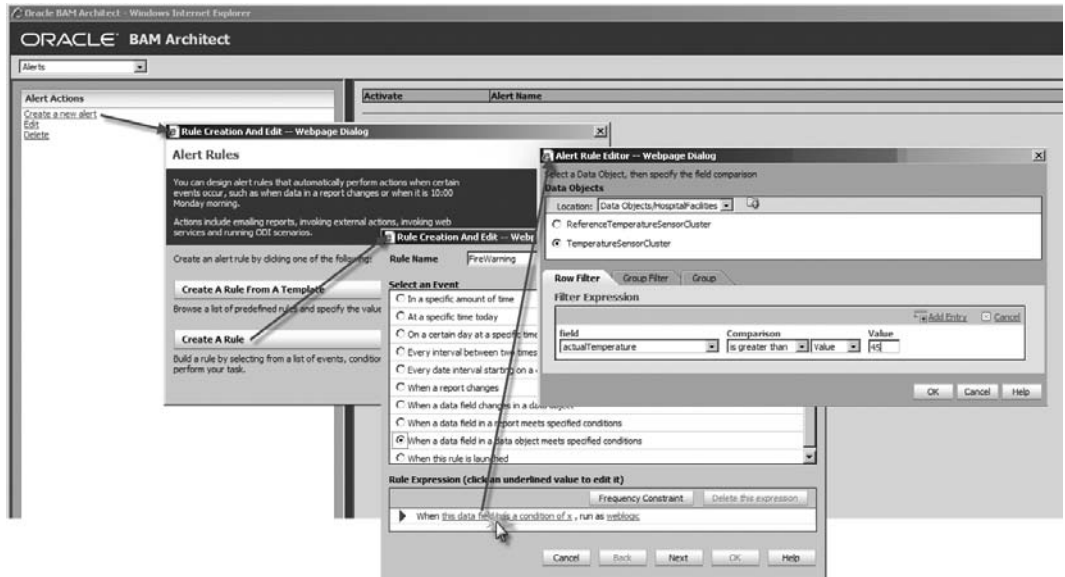 Oracle BAM Architect - Windows Internet Explorer
ORACLE BAM Architect
Alerts
Alert Actions
Create a new alert
Edit
Delete
Activate Alert Name
Rule Creation And Edit -- Webpage Dialog
Alert Rules
You can design alert rules that automatically perform actions when certain
events occur, such as when data in a report changes or when it is 10:00
Monday morning.
Actions include emailing reports, invoking external actions, invoking web
services and running ODI scenarios.
Create an alert rule by clicking one of the following:
Create A Rule From A Template
Browse a list of predefined rules and specify the value
Create A Rule
Build a rule by selecting from a list of events, condition
perform your task.
Rule Creation And Edit -- Webp
Rule Name FireWarning
Select an Event
In a specific amount of time
At a specific time today
On a certain day at a specific time
Every interval between two times
Every date interval starting on a
When a report changes
When a data field changes in a data object
When a data field in a report meets specified conditions
When a data field in a data object meets specified conditions
When this rule is launched
Rule Expression (click an underlined value to edit it)
Frequency Constraint Delete this expression
When this data field has a condition of x , run as weblogic
Cancel Back Next OK Help
Alert Rule Editor -- Webpage Dialog
Select a Data Object, then specify the field comparison
Data Objects
Location: Data Objects/HospitalFacilities
ReferenceTemperatureSensorCluster
TemperatureSensorCluster
Row Filter Group Filter Group
Filter Expression
Add Entry Cancel
Field Comparison Value
actualTemperature is greater than Value 45
OK Cancel Help